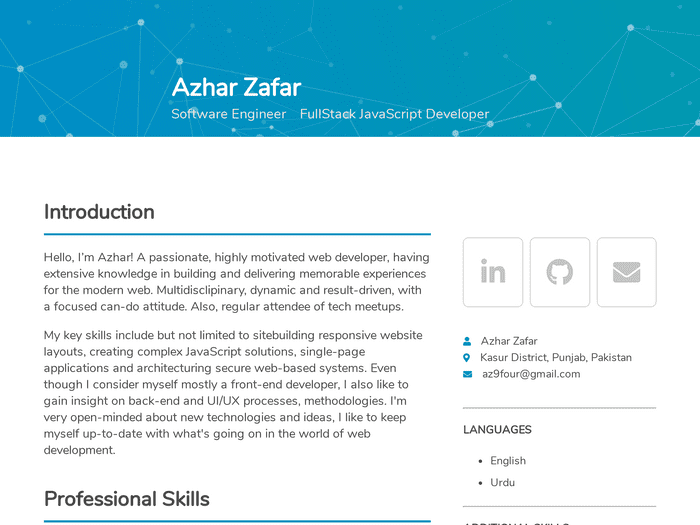 Azhar Zafar
Software Engineer FullStack JavaScript Developer
Introduction
Hello, I'm Azhar! A passionate, highly motivated web developer, having
extensive knowledge in building and delivering memorable experiences
for the modern web. Multidisclipinary, dynamic and result-driven, with
a focused can-do attitude. Also, regular attendee of tech meetups.
My key skills include but not limited to sitebuilding responsive website
layouts, creating complex JavaScript solutions, single-page
applications and architecturing secure web-based systems. Even
though I consider myself mostly a front-end developer, I also like to
gain insight on back-end and UI/UX processes, methodologies. I'm
very open-minded about new technologies and ideas, I like to keep
myself up-to-date with what's going on in the world of web
development.
Professional Skills
in
Azhar Zafar
Kasur District, Punjab, Pakistan
az9four@gmail.com
LANGUAGES
English
Urdu